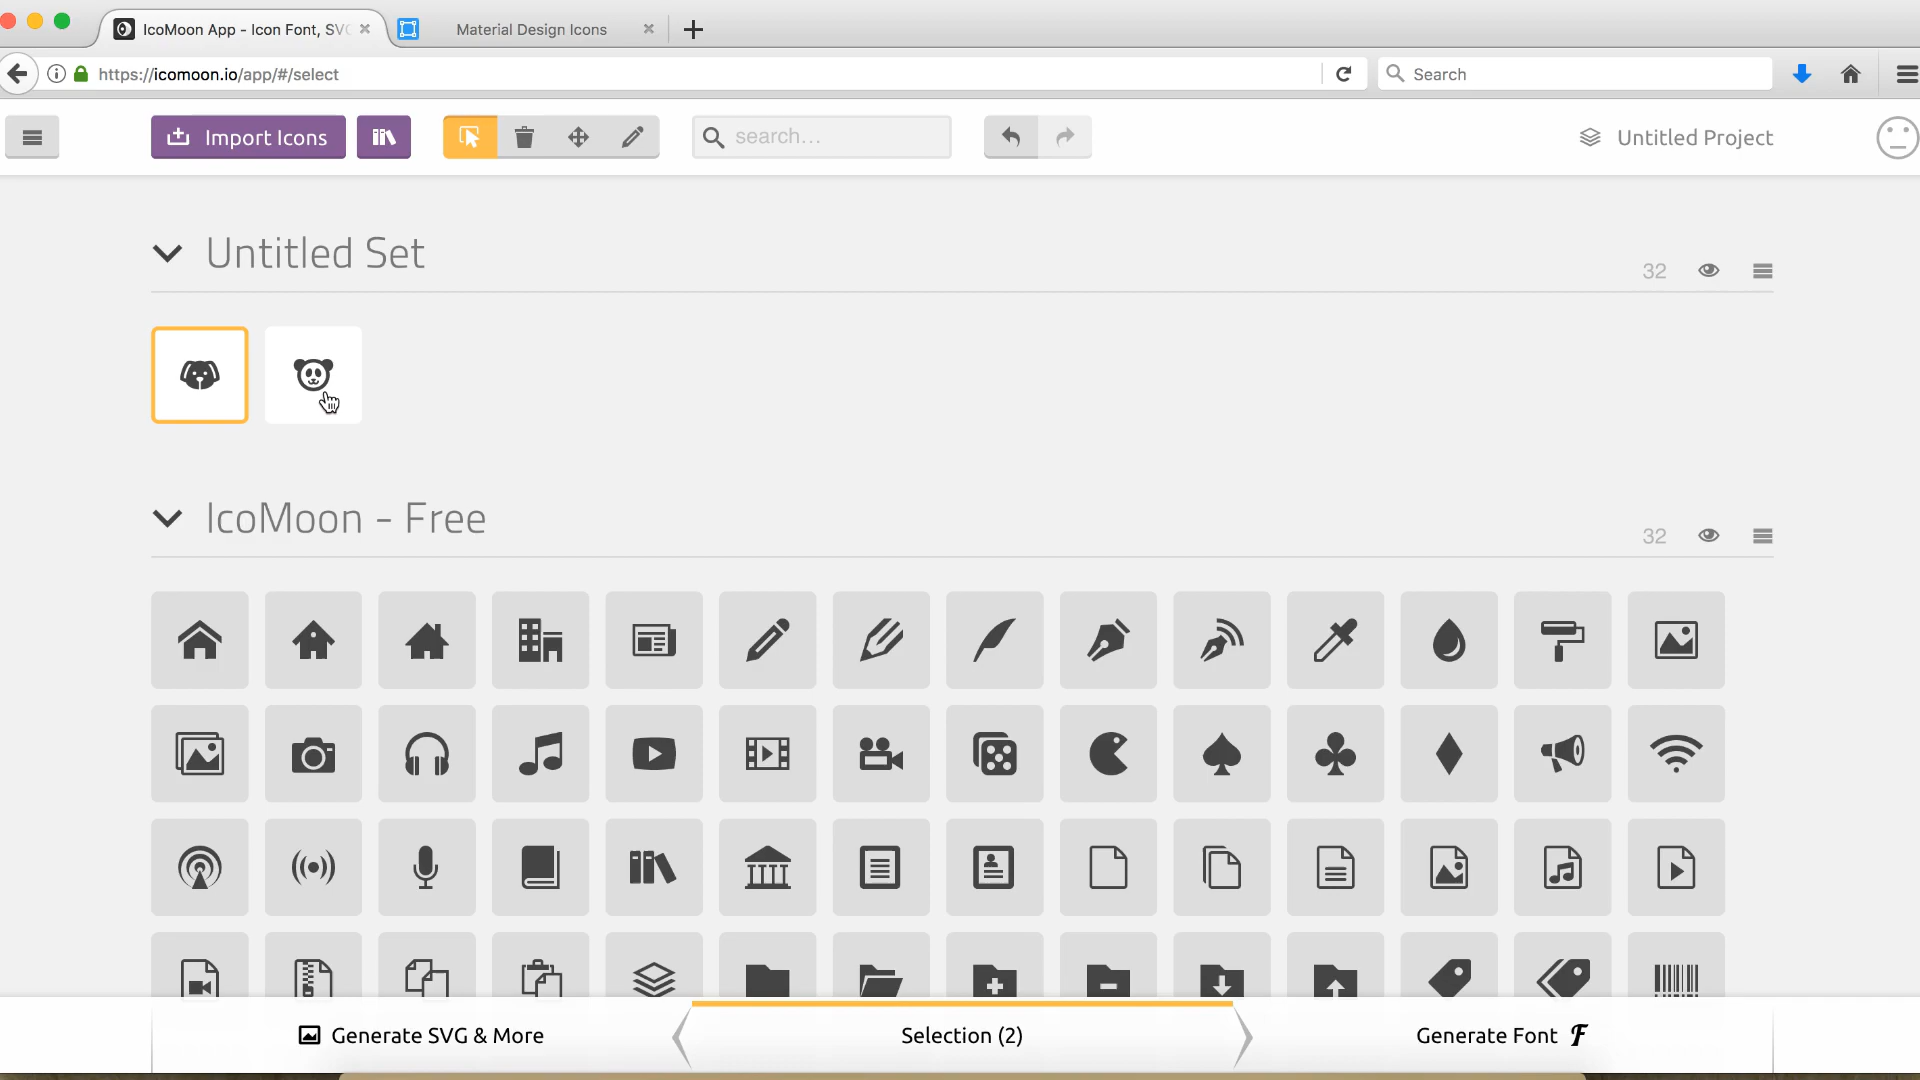 IcoMoon App - Icon Font, SVG
Material Design Icons
https://icomoon.io/app/#/select
Search
Import Icons
search...
Untitled Project
Untitled Set
32
IcoMoon - Free
32
Generate SVG & More
Selection (2)
Generate Font